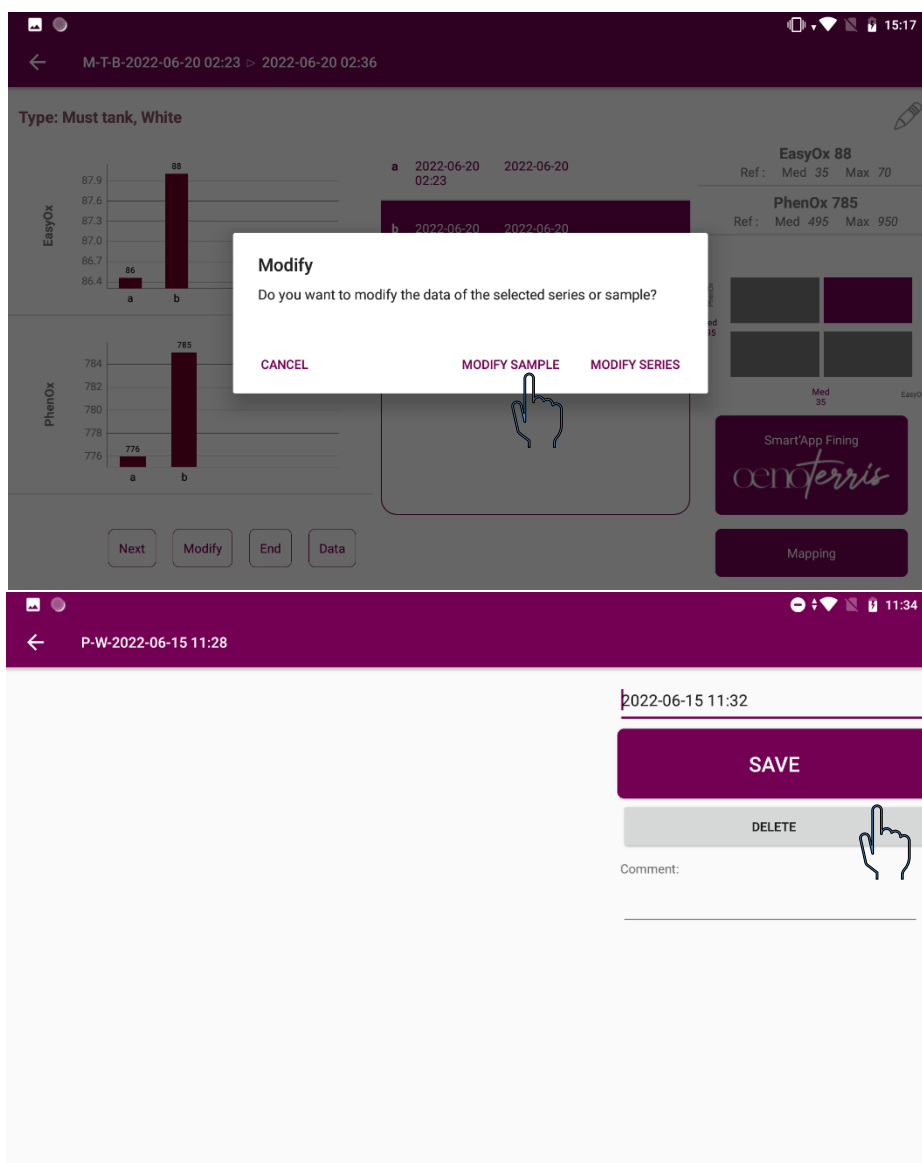 15:17
M-T-B-2022-06-20 02:23 ▷ 2022-06-20 02:36
Type: Must tank, White
EasyOx
87.9
87.6
87.3
87.0
86.7
86.4
86
88
a b
PhenOx
784
782
780
778
776
776
785
a b
Next Modify End Data
a 2022-06-20 2022-06-20
02:23
b 2022-06-20 2022-06-20
Modify
Do you want to modify the data of the selected series or sample?
CANCEL MODIFY SAMPLE MODIFY SERIES
EasyOx 88
Ref : Med 35 Max 70
PhenOx 785
Ref : Med 495 Max 950
PhenOx
Med
35
Smart'App Fining
oenoterris
Mapping
11:34
P-W-2022-06-15 11:28
2022-06-15 11:32
SAVE
DELETE
Comment: